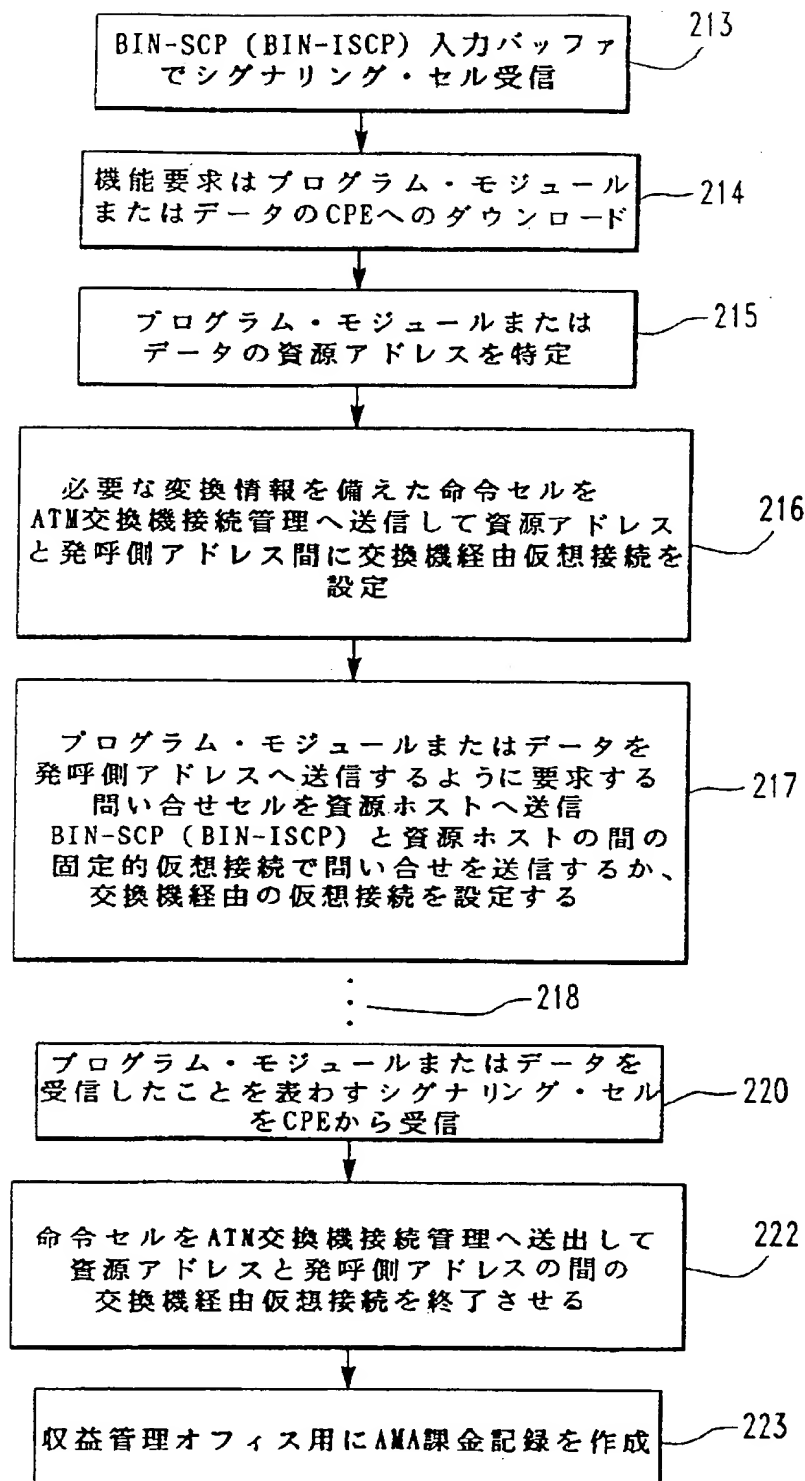 BIN-SCP (BIN-ISCP) 入力バッファ
でシグナリング・セル受信
213
機能要求はプログラム・モジュール
またはデータのCPEへのダウンロード
214
プログラム・モジュールまたは
データの資源アドレスを特定
215
必要な変換情報を備えた命令セルを
ATM交換機接続管理へ送信して資源アドレス
と発呼側アドレス間に交換機経由仮想接続を
設定
216
プログラム・モジュールまたはデータを
発呼側アドレスへ送信するように要求する
問い合せセルを資源ホストへ送信
BIN-SCP (BIN-ISCP) と資源ホストの間の
固定的仮想接続で問い合せを送信するか、
交換機経由の仮想接続を設定する
217
218
プログラム・モジュールまたはデータを
受信したことを表わすシグナリング・セル
をCPEから受信
220
命令セルをATM交換機接続管理へ送出して
資源アドレスと発呼側アドレスの間の
交換機経由仮想接続を終了させる
222
収益管理オフィス用にAMA課金記録を作成
223